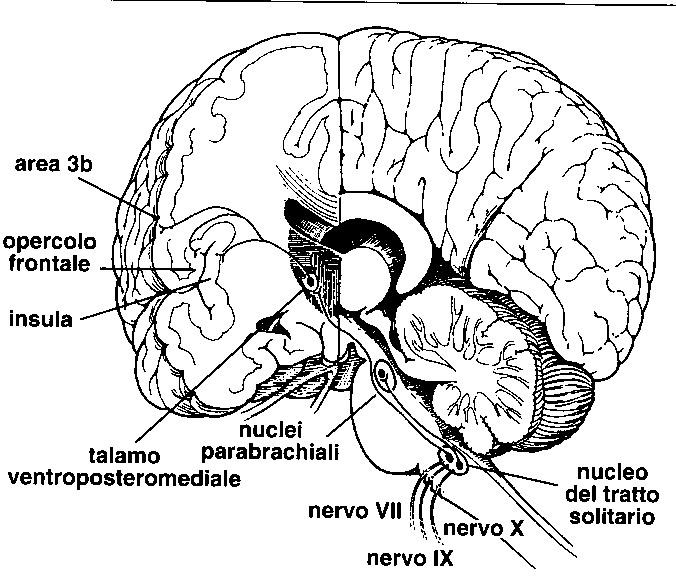 area 3b
opercolo
frontale
insula
talamo
ventroposteromediale
nuclei
parabrachiali
nervo VII
nervo IX
nervo X
nucleo
del tratto
solitario